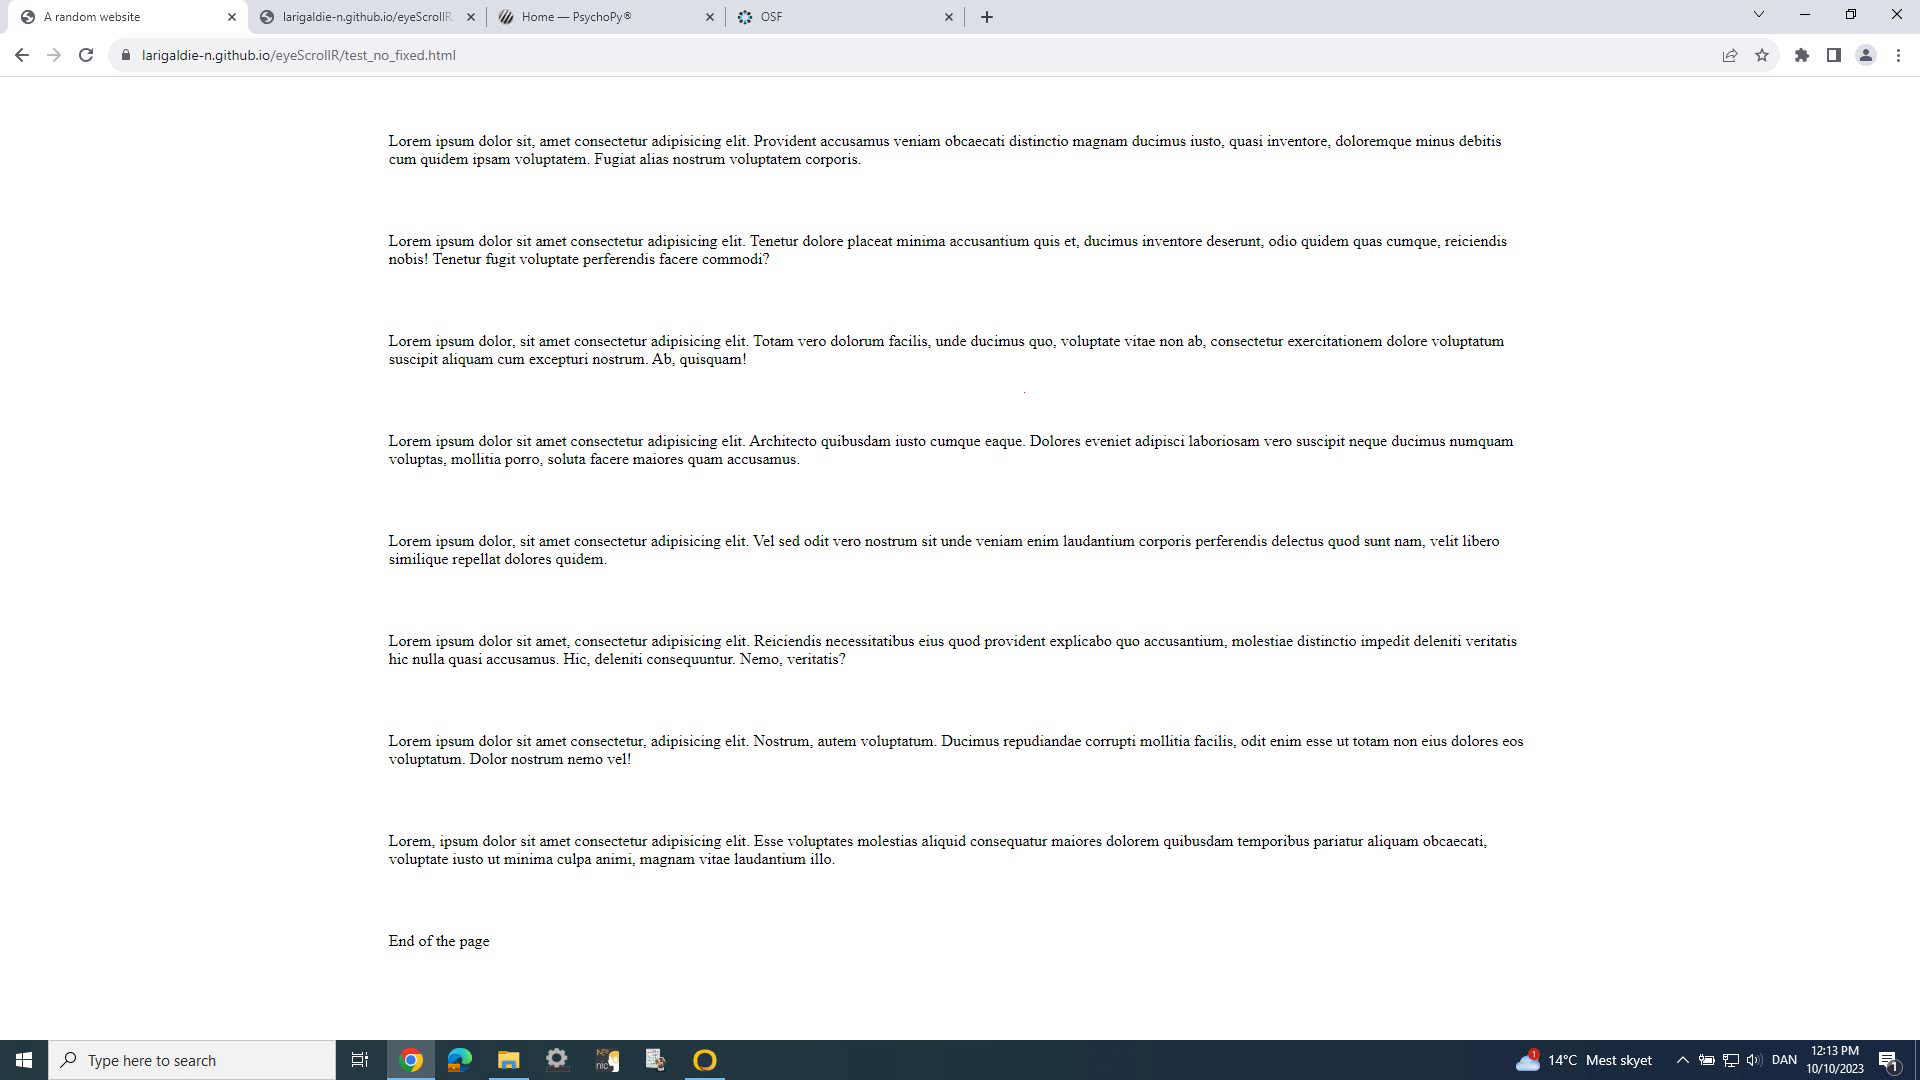 A random website
larigaldie-n.github.io/eyeScrollR
Home — PsychoPy®
OSF
larigaldie-n.github.io/eyeScrollR/test_no_fixed.html
Lorem ipsum dolor sit, amet consectetur adipisicing elit. Provident accusamus veniam obcaecati distinctio magnam ducimus iusto, quasi inventore, doloremque minus debitis
cum quidem ipsam voluptatem. Fugiat alias nostrum voluptatem corporis.
Lorem ipsum dolor sit amet consectetur adipisicing elit. Tenetur dolore placeat minima accusantium quis et, ducimus inventore deserunt, odio quidem quas cumque, reiciendis
nobis! Tenetur fugit voluptate perferendis facere commodi?
Lorem ipsum dolor, sit amet consectetur adipisicing elit. Totam vero dolorum facilis, unde ducimus quo, voluptate vitae non ab, consectetur exercitationem dolore voluptatum
suscipit aliquam cum excepturi nostrum. Ab, quisquam!
Lorem ipsum dolor sit amet consectetur adipisicing elit. Architecto quibusdam iusto cumque eaque. Dolores eveniet adipisci laboriosam vero suscipit neque ducimus numquam
voluptas, mollitia porro, soluta facere maiores quam accusamus.
Lorem ipsum dolor, sit amet consectetur adipisicing elit. Vel sed odit vero nostrum sit unde veniam enim laudantium corporis perferendis delectus quod sunt nam, velit libero
similique repellat dolores quidem.
Lorem ipsum dolor sit amet, consectetur adipisicing elit. Reiciendis necessitatibus eius quod provident explicabo quo accusantium, molestiae distinctio impedit deleniti veritatis
hic nulla quasi accusamus. Hic, deleniti consequuntur. Nemo, veritatis?
Lorem ipsum dolor sit amet consectetur, adipisicing elit. Nostrum, autem voluptatum. Ducimus repudiandae corrupti mollitia facilis, odit enim esse ut totam non eius dolores eos
voluptatum. Dolor nostrum nemo vel!
Lorem, ipsum dolor sit amet consectetur adipisicing elit. Esse voluptates molestias aliquid consequatur maiores dolorem quibusdam temporibus pariatur aliquam obcaecati,
voluptate iusto ut minima culpa animi, magnam vitae laudantium illo.
End of the page
Type here to search
1
14°C Mest skyet
DAN
12:13 PM
10/10/2023
1